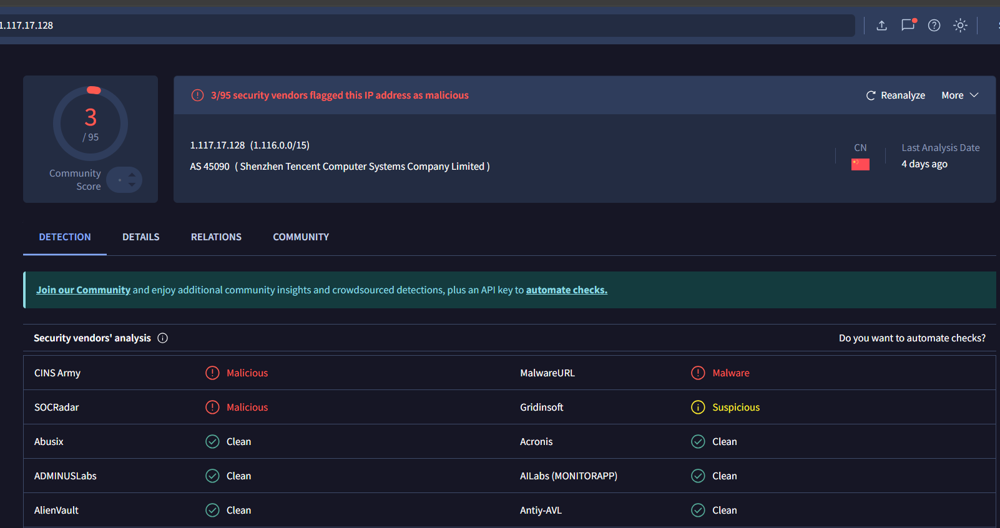 1.117.17.128
3
/ 95
Community
Score
3/95 security vendors flagged this IP address as malicious
Reanalyze
More
1.117.17.128 (1.116.0.0/15)
AS 45090 ( Shenzhen Tencent Computer Systems Company Limited )
CN
Last Analysis Date
4 days ago
DETECTION
DETAILS
RELATIONS
COMMUNITY
Join our Community and enjoy additional community insights and crowdsourced detections, plus an API key to automate checks.
Security vendors' analysis
Do you want to automate checks?
CINS Army Malicious MalwareURL Malware
SOCRadar Malicious Gridinsoft Suspicious
Abusix Clean Acronis Clean
ADMINUSLabs Clean AILabs (MONITORAPP) Clean
AlienVault Clean Antiy-AVL Clean